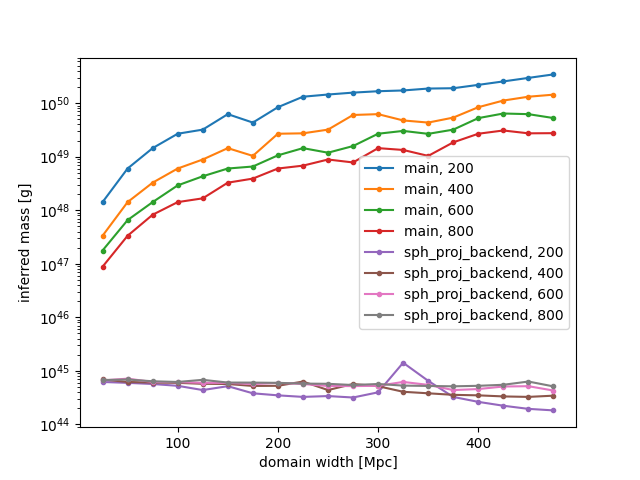 inferred mass [g]
10^50
10^49
10^48
10^47
10^46
10^45
10^44
main, 200
main, 400
main, 600
main, 800
sph_proj_backend, 200
sph_proj_backend, 400
sph_proj_backend, 600
sph_proj_backend, 800
100 200 300 400
domain width [Mpc]